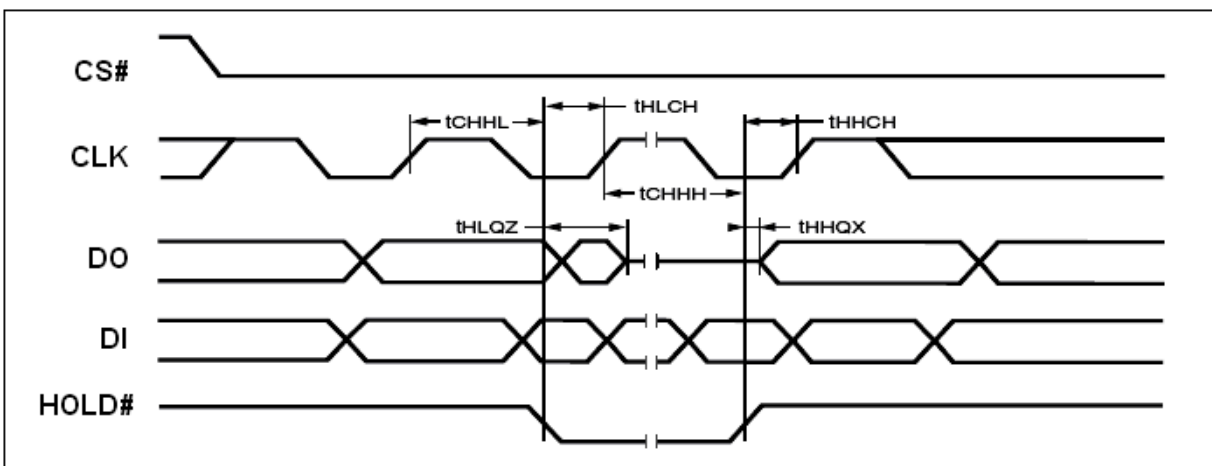 CS#
tHLCH
tCHHL
tHHCH
CLK
tCHHH
tHLQZ
tHHQX
DO
DI
HOLD#